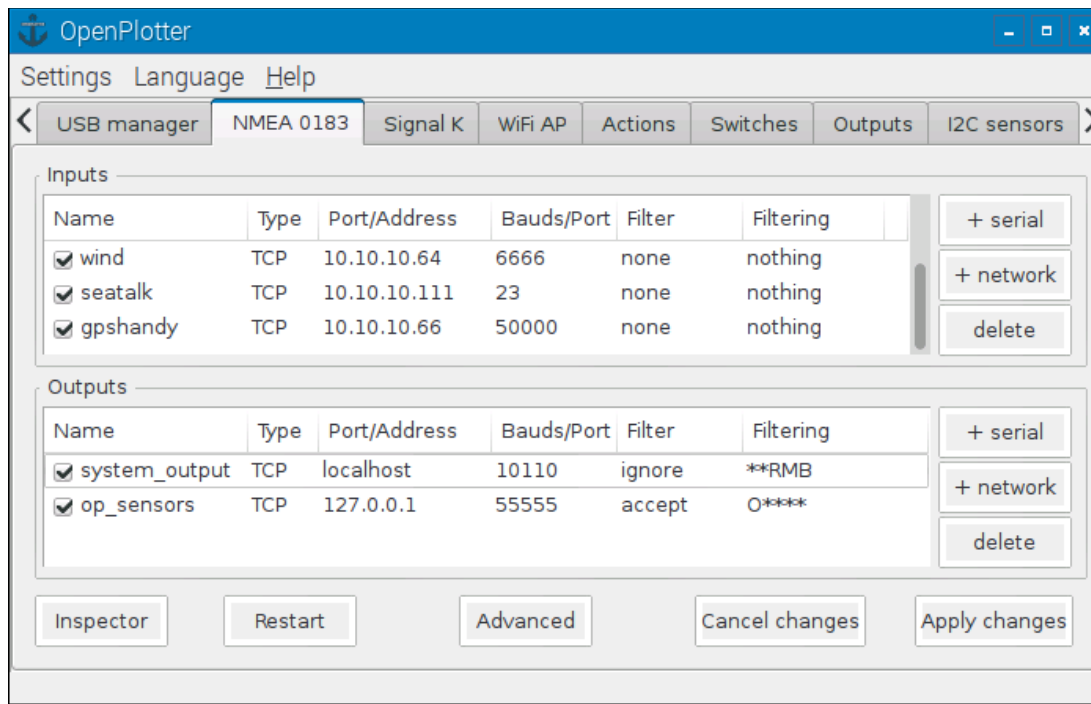 OpenPlotter
Settings Language Help
USB manager NMEA 0183 Signal K WiFi AP Actions Switches Outputs I2C sensors
Inputs
Name Type Port/Address Bauds/Port Filter Filtering
wind TCP 10.10.10.64 6666 none nothing
seatalk TCP 10.10.10.111 23 none nothing
gpshandy TCP 10.10.10.66 50000 none nothing
+ serial
+ network
delete
Outputs
Name Type Port/Address Bauds/Port Filter Filtering
system_output TCP localhost 10110 ignore **RMB
op_sensors TCP 127.0.0.1 55555 accept O****
+ serial
+ network
delete
Inspector Restart Advanced Cancel changes Apply changes